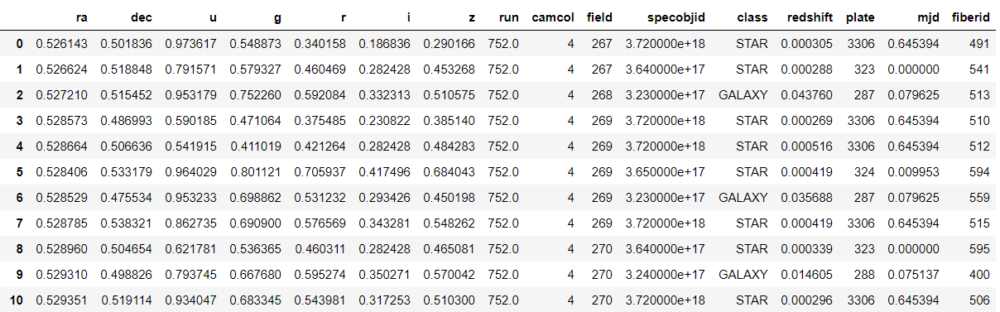 ra dec u g r i z run camcol field specobjid class redshift plate mjd fiberid
0 0.526143 0.501836 0.973617 0.548873 0.340158 0.186836 0.290166 752.0 4 267 3.720000e+18 STAR 0.000305 3306 0.645394 491
1 0.526624 0.518848 0.791571 0.579327 0.460469 0.282428 0.453268 752.0 4 267 3.640000e+17 STAR 0.000288 323 0.000000 541
2 0.527210 0.515452 0.953179 0.752260 0.592084 0.332313 0.510575 752.0 4 268 3.230000e+17 GALAXY 0.043760 287 0.079625 513
3 0.528573 0.486993 0.590185 0.471064 0.375485 0.230822 0.385140 752.0 4 269 3.720000e+18 STAR 0.000269 3306 0.645394 510
4 0.528664 0.506636 0.541915 0.411019 0.421264 0.282428 0.484283 752.0 4 269 3.720000e+18 STAR 0.000516 3306 0.645394 512
5 0.528406 0.533179 0.964029 0.801121 0.705937 0.417496 0.684043 752.0 4 269 3.650000e+17 STAR 0.000419 324 0.009953 594
6 0.528529 0.475534 0.953233 0.698862 0.531232 0.293426 0.450198 752.0 4 269 3.230000e+17 GALAXY 0.035688 287 0.079625 559
7 0.528785 0.538321 0.862735 0.690900 0.576569 0.343281 0.548262 752.0 4 269 3.720000e+18 STAR 0.000419 3306 0.645394 515
8 0.528960 0.504654 0.621781 0.536365 0.460311 0.282428 0.465081 752.0 4 270 3.640000e+17 STAR 0.000339 323 0.000000 595
9 0.529310 0.498826 0.793745 0.667680 0.595274 0.350271 0.570042 752.0 4 270 3.240000e+17 GALAXY 0.014605 288 0.075137 400
10 0.529351 0.519114 0.934047 0.683345 0.543981 0.317253 0.510300 752.0 4 270 3.720000e+18 STAR 0.000296 3306 0.645394 506